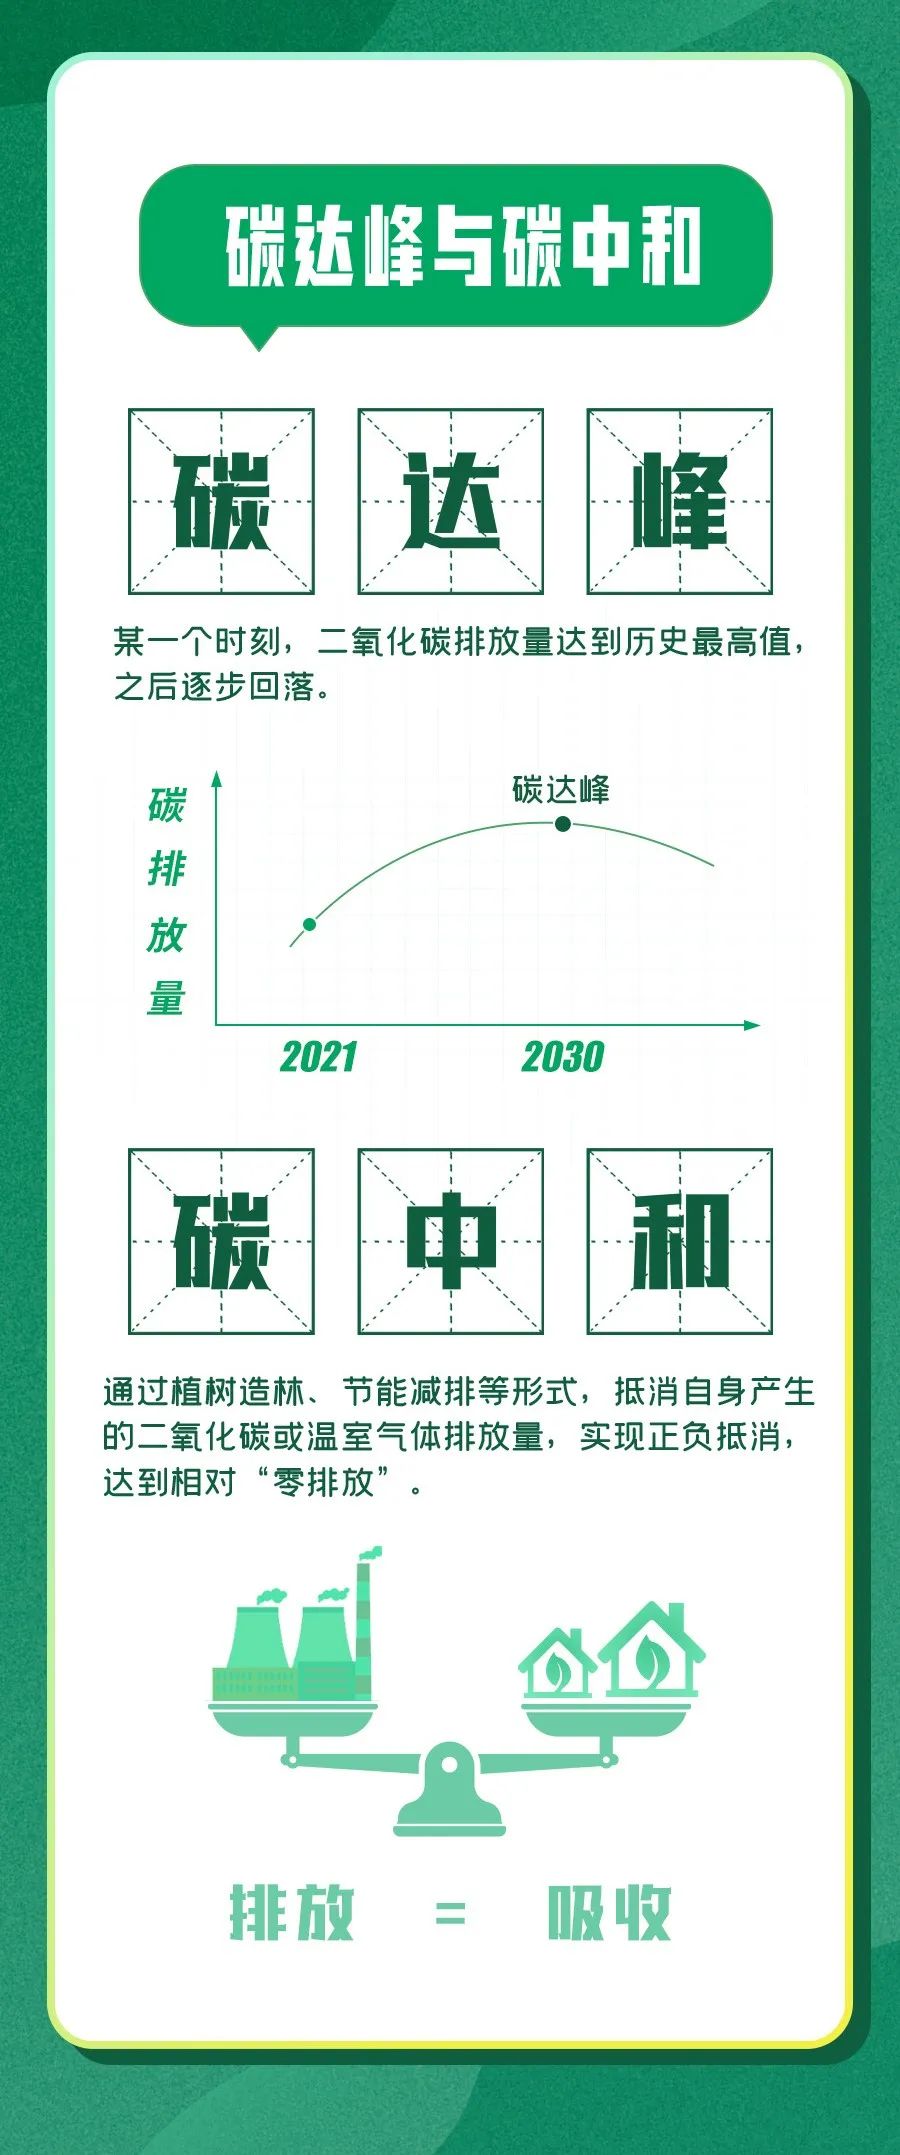 碳达峰与碳中和
碳达峰
某一个时刻，二氧化碳排放量达到历史最高值，
之后逐步回落。
碳排放量
碳达峰
2021 2030
碳中和
通过植树造林、节能减排等形式，抵消自身产生
的二氧化碳或温室气体排放量，实现正负抵消，
达到相对“零排放”。
排放 = 吸收